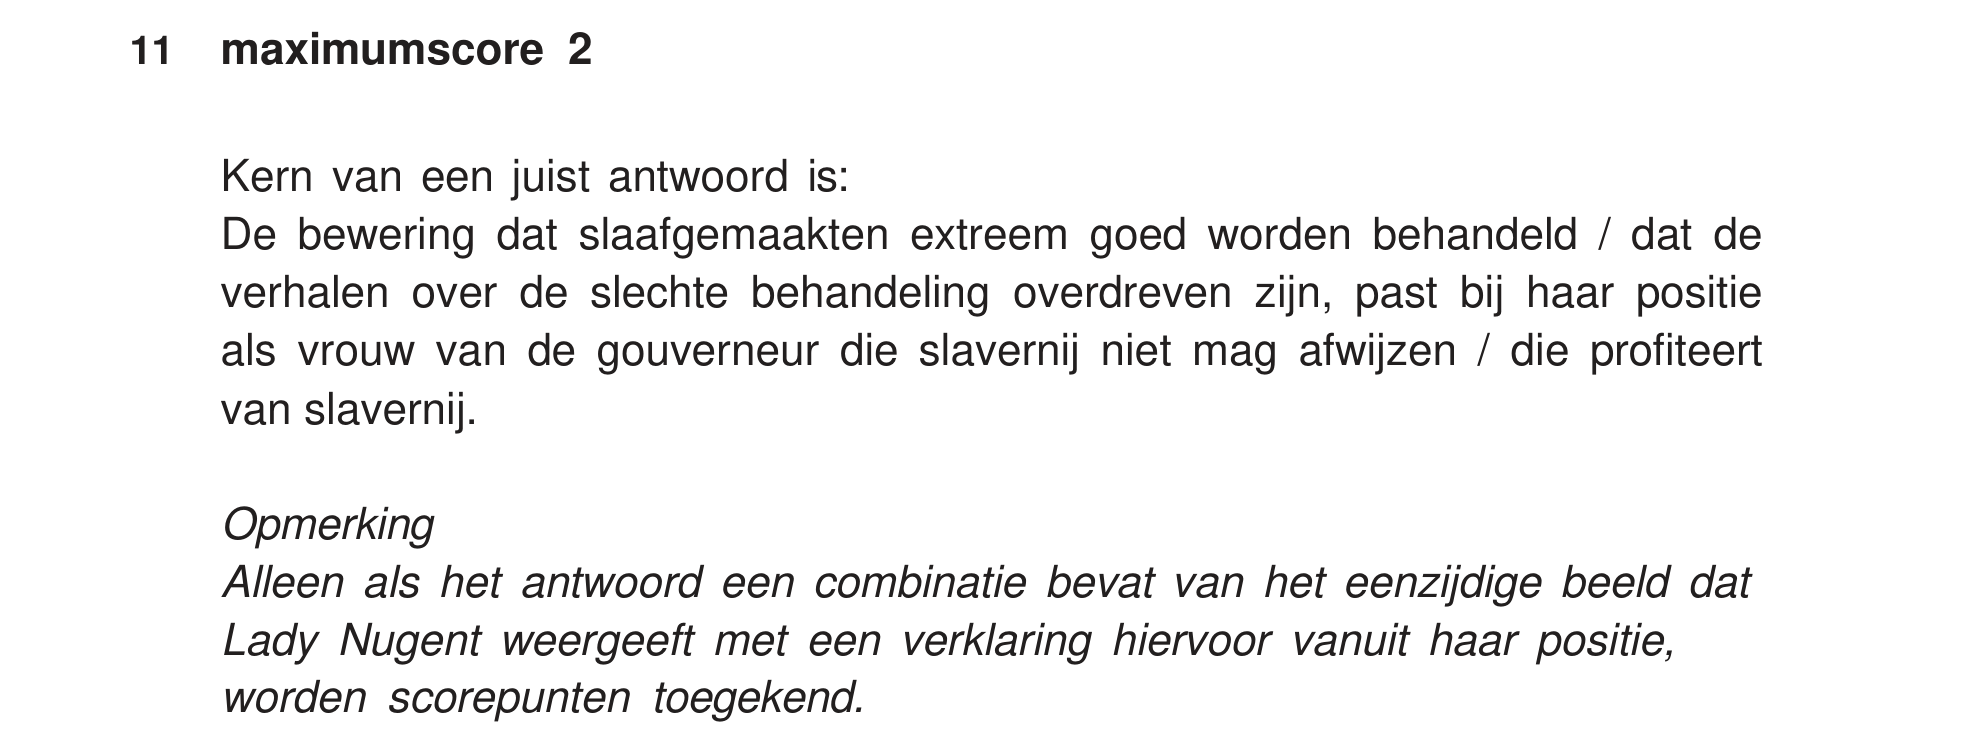 11 maximumscore 2
Kern van een juist antwoord is:
De bewering dat slaafgemaakten extreem goed worden behandeld / dat de
verhalen over de slechte behandeling overdreven zijn, past bij haar positie
als vrouw van de gouverneur die slavernij niet mag afwijzen / die profiteert
van slavernij.
Opmerking
Alleen als het antwoord een combinatie bevat van het eenzijdige beeld dat
Lady Nugent weergeeft met een verklaring hiervoor vanuit haar positie,
worden scorepunten toegekend.